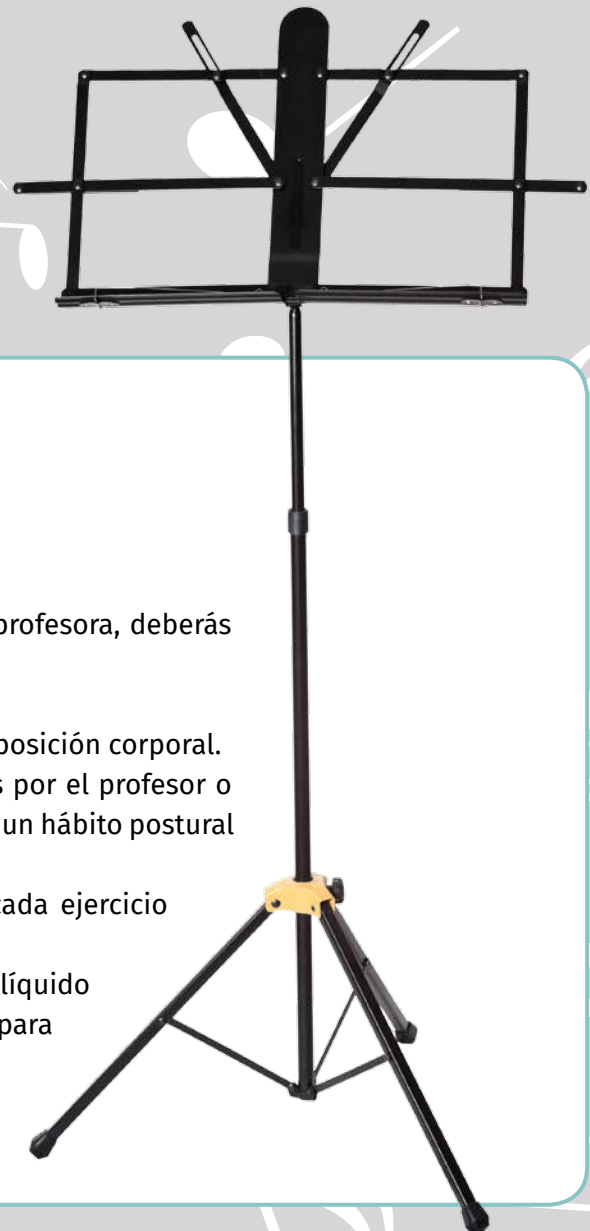 profesora, deberás
posición corporal.
por el profesor o
un hábito postural
cada ejercicio
líquido
para